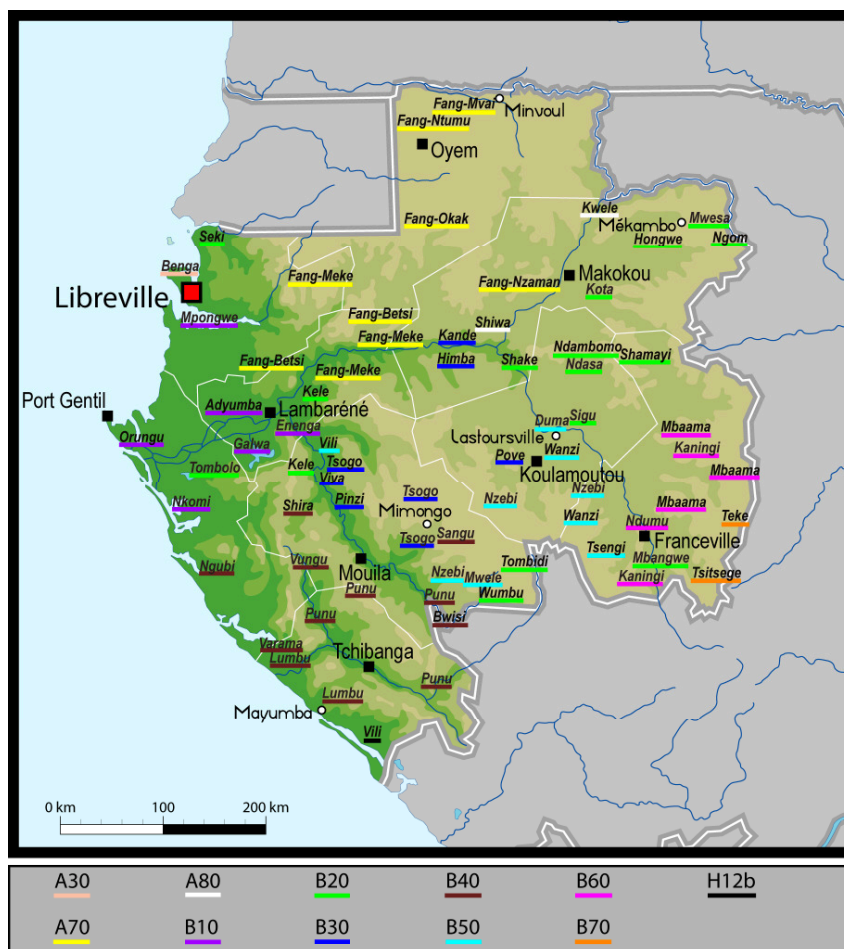 Fang-Mvai
Minvoul
Fang-Ntumu
Oyem
Kwele
Fang-Okak
Mékambo
Mwesa
Seki
Hongwe
Ngom
Benga
Fang-Meke
Fang-Nzaman
Makokou
Libreville
Kota
Mpongwe
Fang-Betsi
Shiwa
Fang-Meke
Kande
Ndambomo
Shamayi
Fang-Betsi
Himba
Shake
Ndasa
Fang-Meke
Kele
Port Gentil
Adyumba
Lambaréné
Enenga
Duma
Sigu
Mbaama
Orungu
Galwa
Vili
Lastoursville
Wanzi
Kaningi
Tombolo
Kele
Tsogo
Pove
Koulamoutou
Mbaama
Viva
Nkomi
Shira
Pinzi
Tsogo
Nzebi
Nzebi
Mbaama
Mimongo
Wanzi
Ndumu
Teke
Tsogo
Sangu
Franceville
Ngubi
Vungu
Mouila
Tsengi
Mbangwe
Nzebi
Mwele
Tombidi
Kaningi
Tsitsege
Punu
Punu
Wumbu
Punu
Bwisi
Varama
Lumbu
Tchibanga
Punu
Mayumba
Lumbu
Vili
0 km 100 200 km
A30 A80 B20 B40 B60 H12b
A70 B10 B30 B50 B70